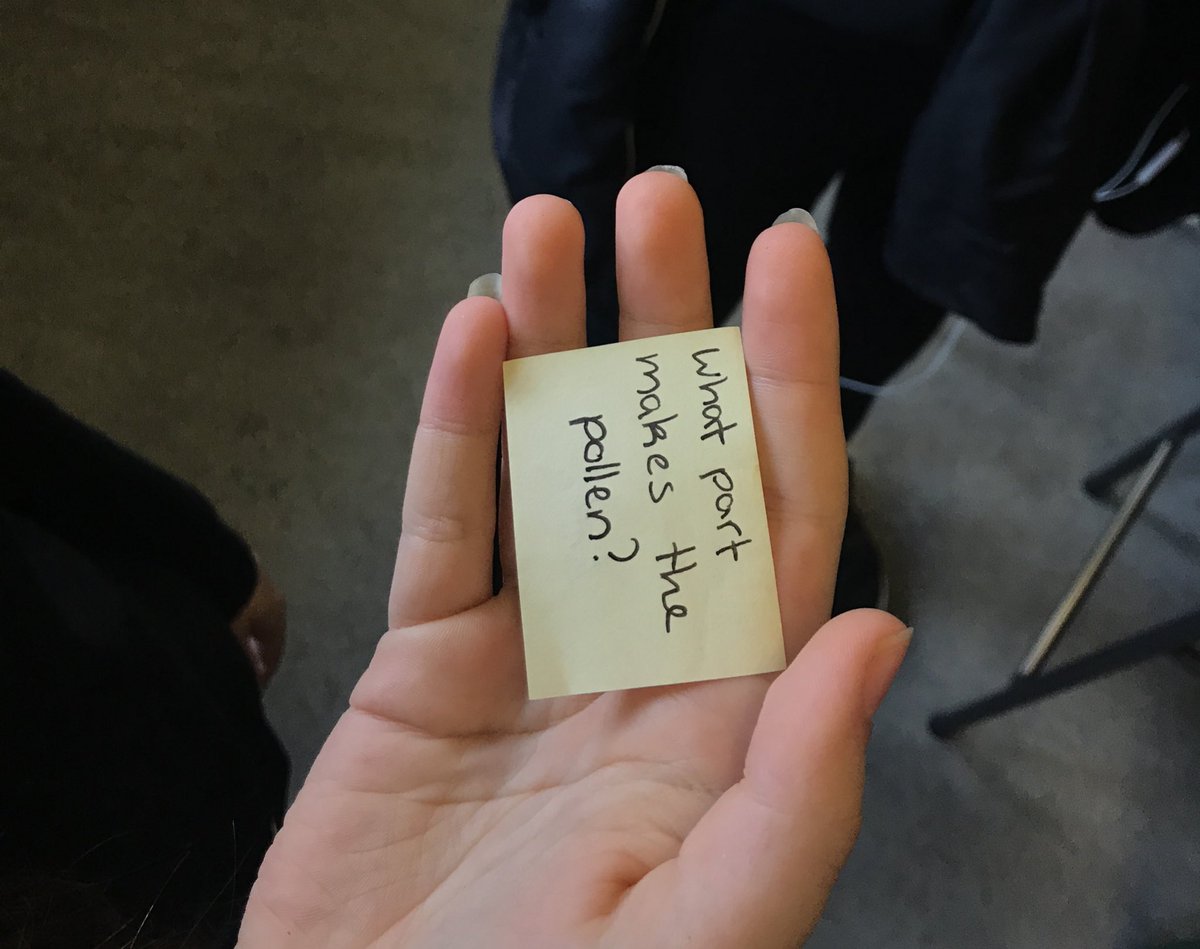 What part
makes the
pollen?